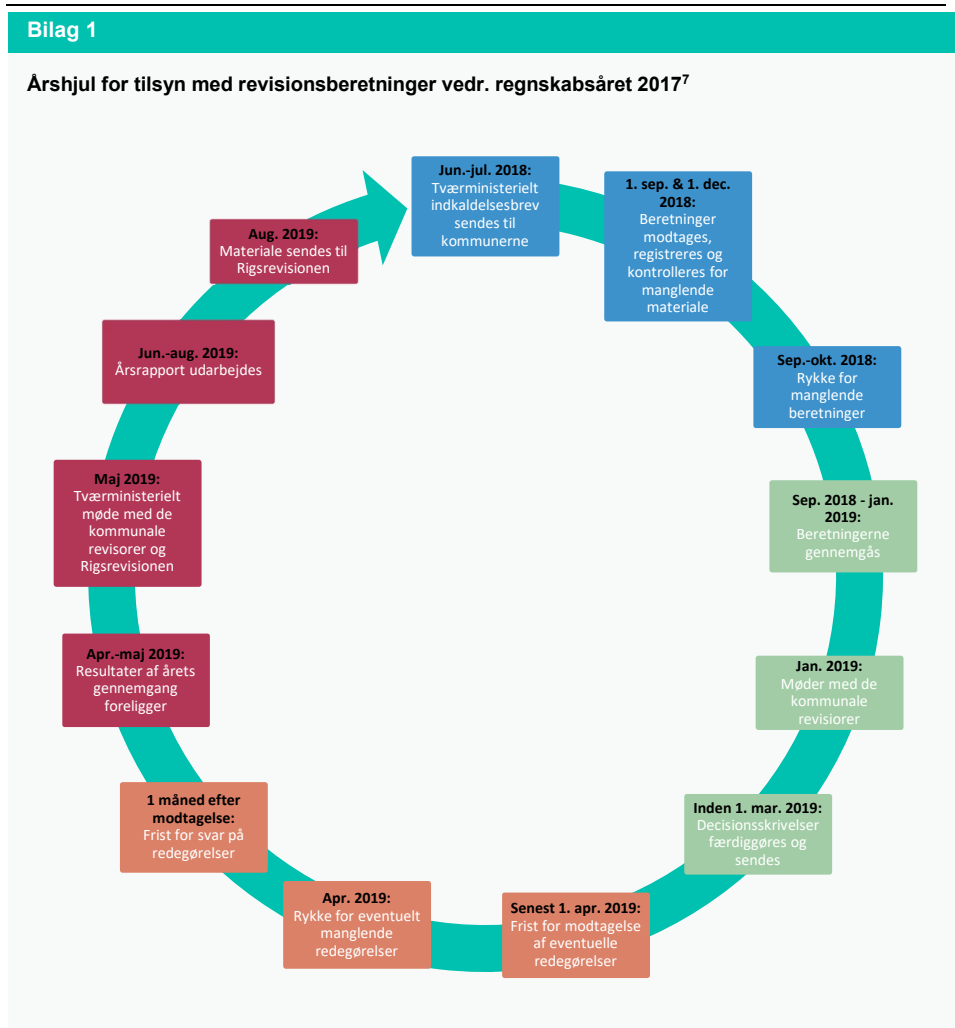 Bilag 1
Årshjul for tilsyn med revisionsberetninger vedr. regnskabsåret 2017⁷
Jun.-jul. 2018:
Tværministerielt
indkaldelsesbrev
sendes til
kommunerne
1. sep. & 1. dec.
2018:
Beretninger
modtages,
registreres og
kontrolleres for
manglende
materiale
Sep.-okt. 2018:
Rykke for
manglende
beretninger
Sep. 2018 - jan.
2019:
Beretningerne
gennemgås
Jan. 2019:
Møder med de
kommunale
revisiorer
Inden 1. mar. 2019:
Decisionsskrivelser
færdiggøres og
sendes
Senest 1. apr. 2019:
Frist for modtagelse
af eventuelle
redegørelser
Apr. 2019:
Rykke for eventuelt
manglende
redegørelser
1 måned efter
modtagelse:
Frist for svar på
redegørelser
Apr.-maj 2019:
Resultater af årets
gennemgang
foreligger
Maj 2019:
Tværministerielt
møde med de
kommunale
revisorer og
Rigsrevisionen
Jun.-aug. 2019:
Årsrapport udarbejdes
Aug. 2019:
Materiale sendes til
Rigsrevisionen